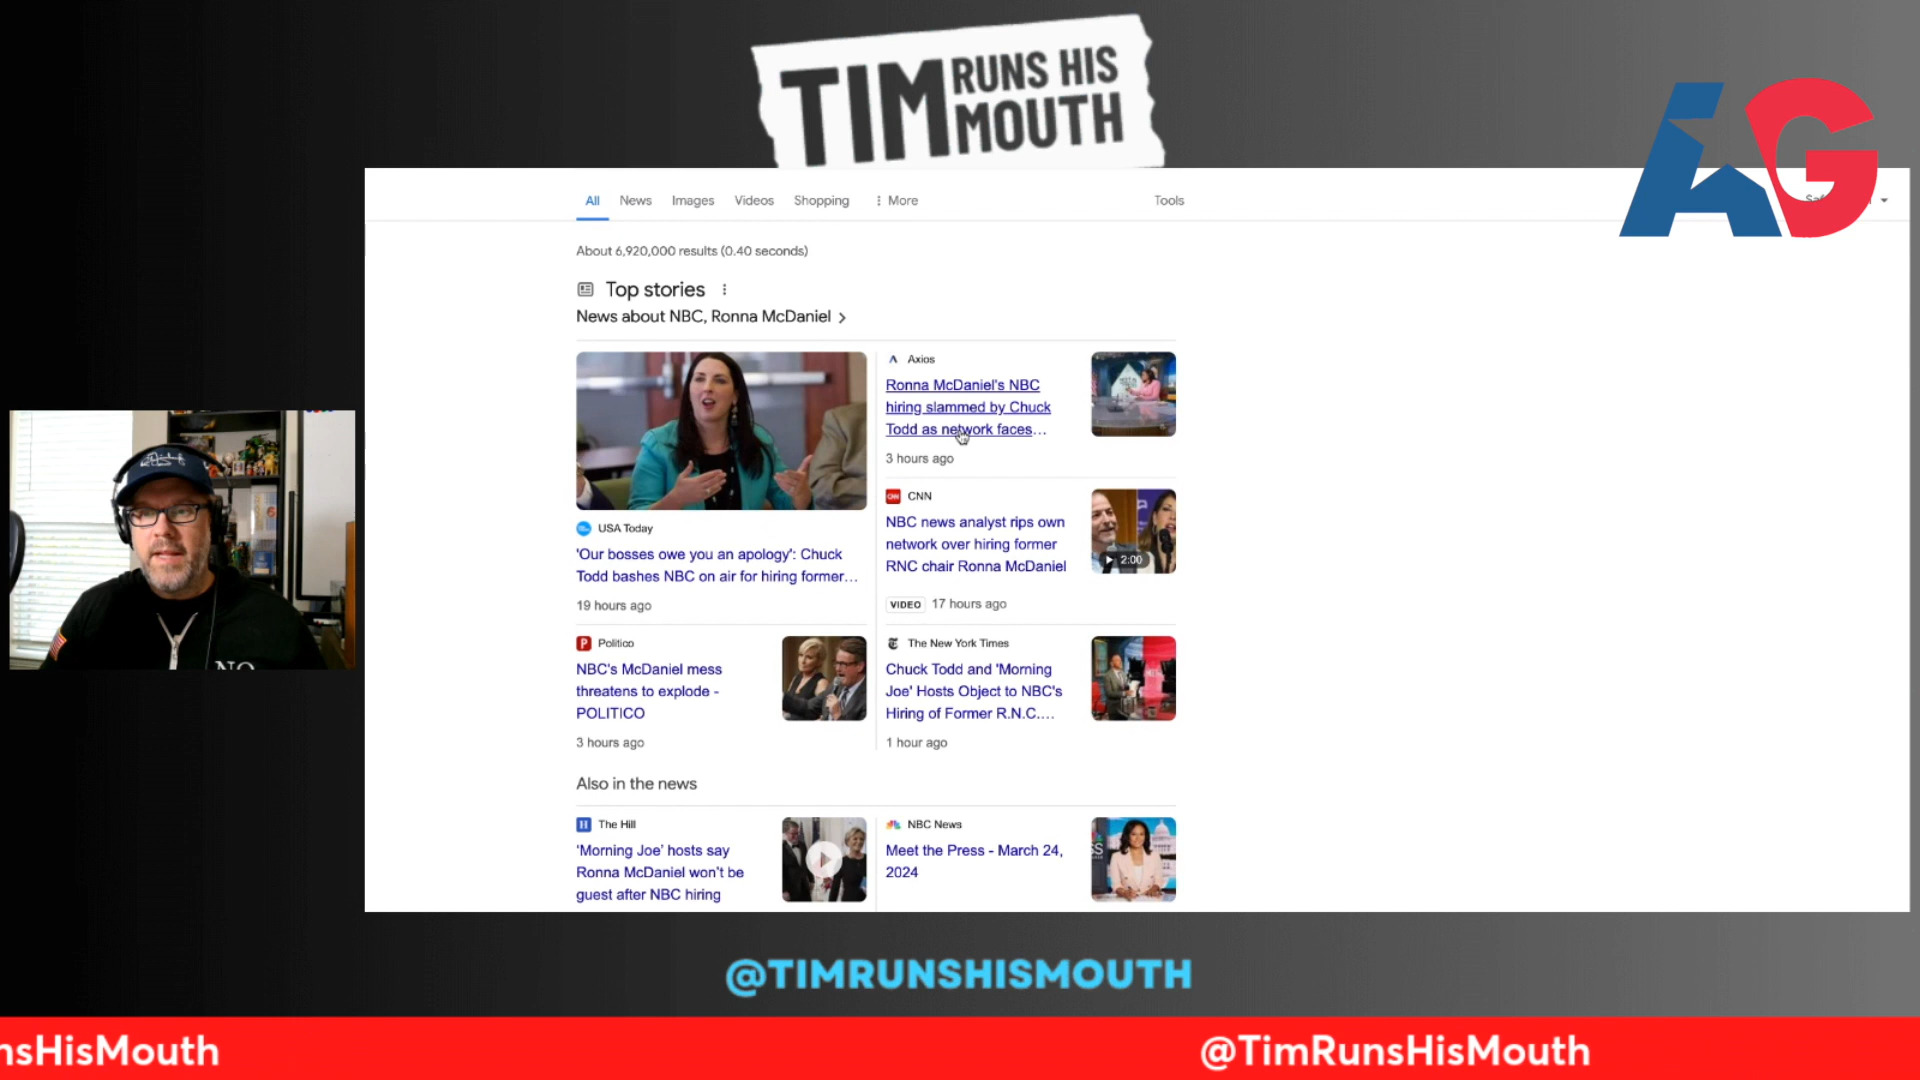 TIM RUNS HIS MOUTH
AG
All News Images Videos Shopping More Tools
About 6,920,000 results (0.40 seconds)
Top stories
News about NBC, Ronna McDaniel
USA Today
'Our bosses owe you an apology': Chuck
Todd bashes NBC on air for hiring former...
19 hours ago
Axios
Ronna McDaniel's NBC
hiring slammed by Chuck
Todd as network faces...
3 hours ago
CNN
NBC news analyst rips own
network over hiring former
RNC chair Ronna McDaniel
2:00
VIDEO 17 hours ago
Politico
NBC's McDaniel mess
threatens to explode -
POLITICO
3 hours ago
The New York Times
Chuck Todd and 'Morning
Joe' Hosts Object to NBC's
Hiring of Former R.N.C....
1 hour ago
Also in the news
The Hill
'Morning Joe' hosts say
Ronna McDaniel won't be
guest after NBC hiring
NBC News
Meet the Press - March 24,
2024
NO
@TIMRUNSHISMOUTH
nsHisMouth
@TimRunsHisMouth